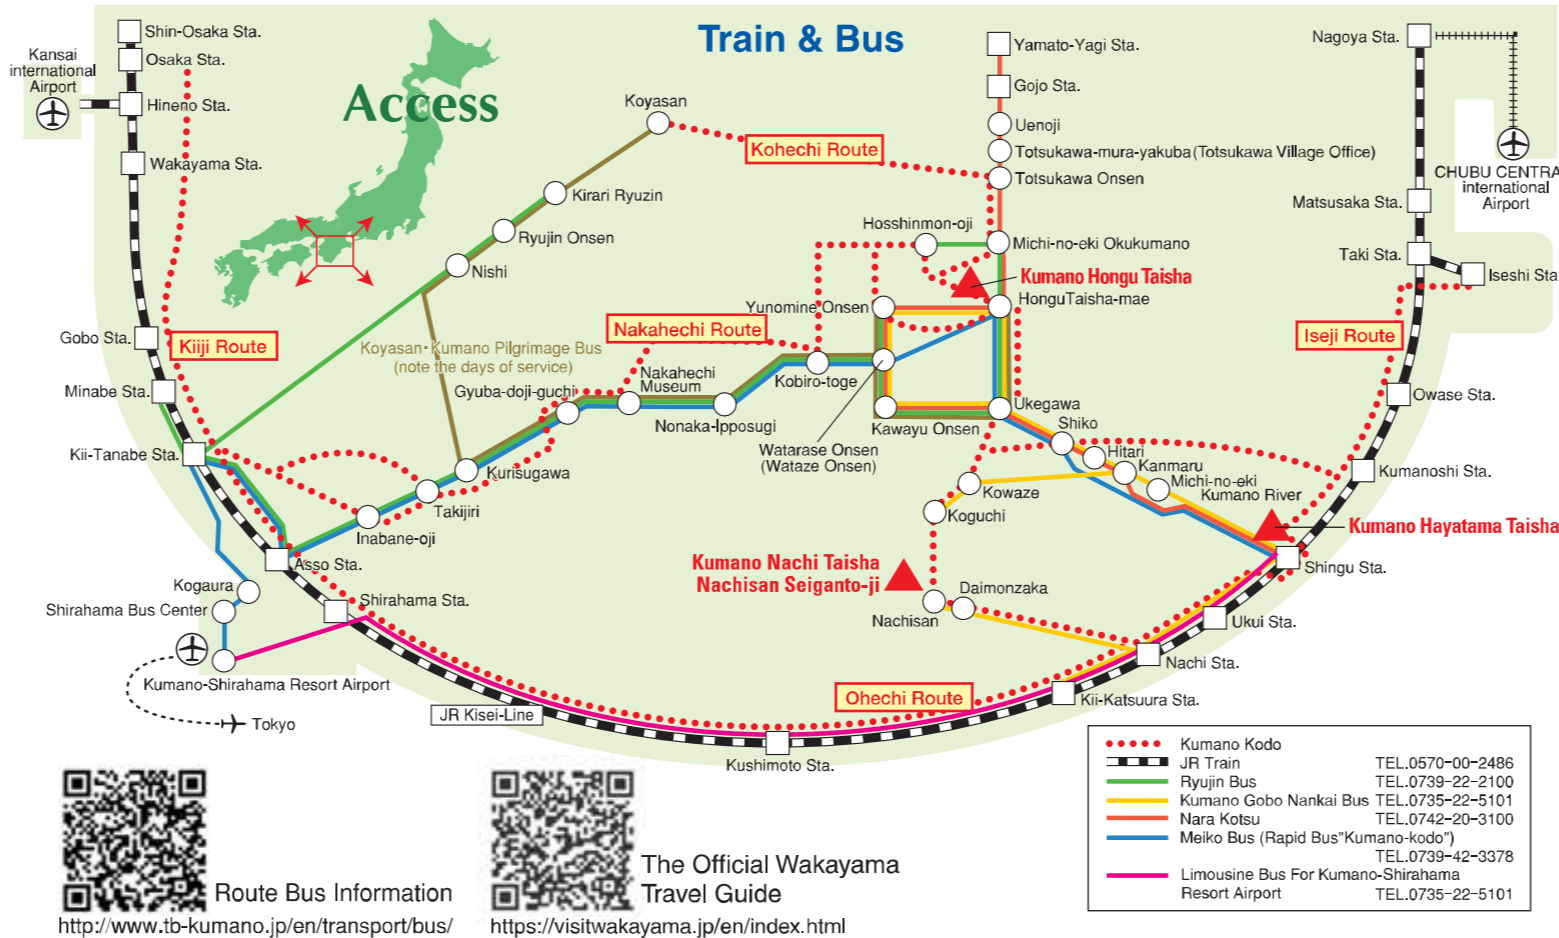 Train & Bus
Access
Shin-Osaka Sta.
Osaka Sta.
Kansai
international
Airport
Hineno Sta.
Wakayama Sta.
Gobo Sta.
Kiiji Route
Minabe Sta.
Kii-Tanabe Sta.
Koyasan
Kohechi Route
Kirari Ryuzin
Ryujin Onsen
Nishi
Koyasan・Kumano Pilgrimage Bus
(note the days of service)
Nakahechi Route
Gyuba-doji-guchi
Nakahechi
Museum
Nonaka-Ipposugi
Kobiro-toge
Kurisugawa
Takijiri
Inabane-oji
Asso Sta.
Kogaura
Shirahama Bus Center
Shirahama Sta.
Kumano-Shirahama Resort Airport
Tokyo
JR Kisei-Line
Kushimoto Sta.
Yamato-Yagi Sta.
Gojo Sta.
Uenoji
Totsukawa-mura-yakuba(Totsukawa Village Office)
Totsukawa Onsen
Hosshinmon-oji
Michi-no-eki Okukumano
Kumano Hongu Taisha
HonguTaisha-mae
Yunomine Onsen
Kawayu Onsen
Watarase Onsen
(Wataze Onsen)
Ukegawa
Shiko
Hitari
Kanmaru
Michi-no-eki
Kumano River
Kowaze
Koguchi
Kumano Nachi Taisha
Nachisan Seiganto-ji
Daimonzaka
Nachisan
Ohechi Route
Nagoya Sta.
CHUBU CENTRA
international
Airport
Matsusaka Sta.
Taki Sta.
Iseshi Sta
Iseji Route
Owase Sta.
Kumanoshi Sta.
Kumano Hayatama Taisha
Shingu Sta.
Ukui Sta.
Nachi Sta.
Kii-Katsuura Sta.
Kumano Kodo
JR Train TEL.0570-00-2486
Ryujin Bus TEL.0739-22-2100
Kumano Gobo Nankai Bus TEL.0735-22-5101
Nara Kotsu TEL.0742-20-3100
Meiko Bus (Rapid Bus"Kumano-kodo")
TEL.0739-42-3378
Limousine Bus For Kumano-Shirahama
Resort Airport TEL.0735-22-5101
Route Bus Information
http://www.tb-kumano.jp/en/transport/bus/
The Official Wakayama
Travel Guide
https://visitwakayama.jp/en/index.html